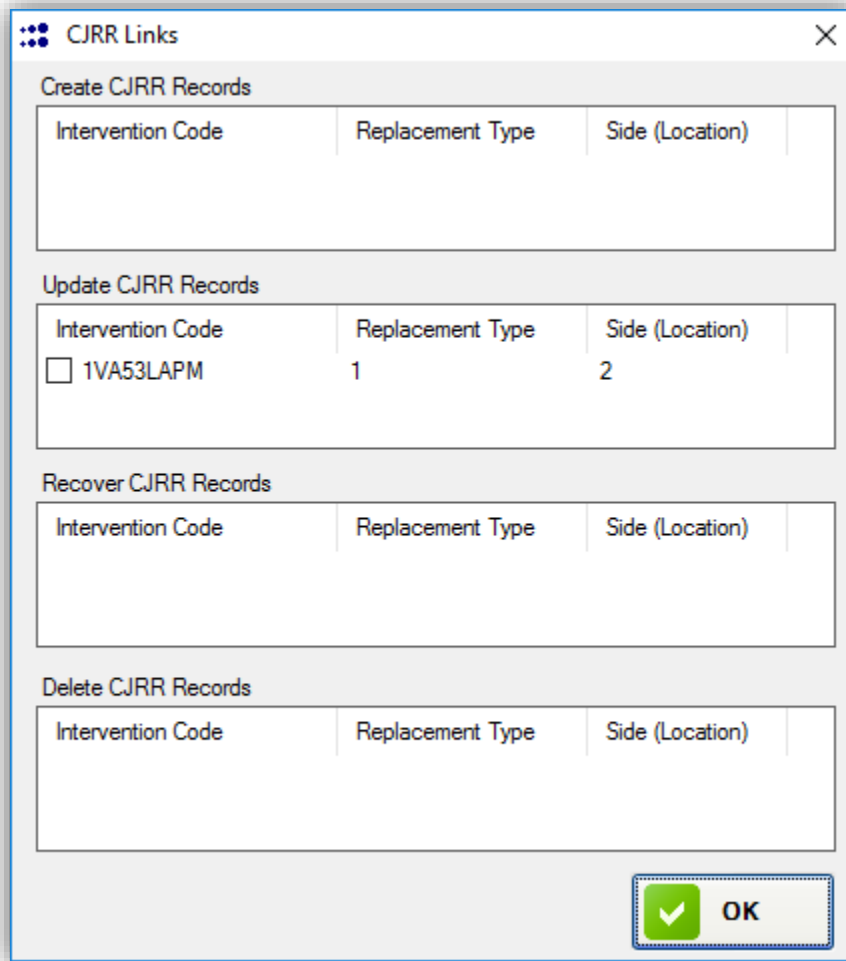 CJRR Links
Create CJRR Records
Intervention Code Replacement Type Side (Location)
Update CJRR Records
Intervention Code Replacement Type Side (Location)
1VA53LAPM 1 2
Recover CJRR Records
Intervention Code Replacement Type Side (Location)
Delete CJRR Records
Intervention Code Replacement Type Side (Location)
OK